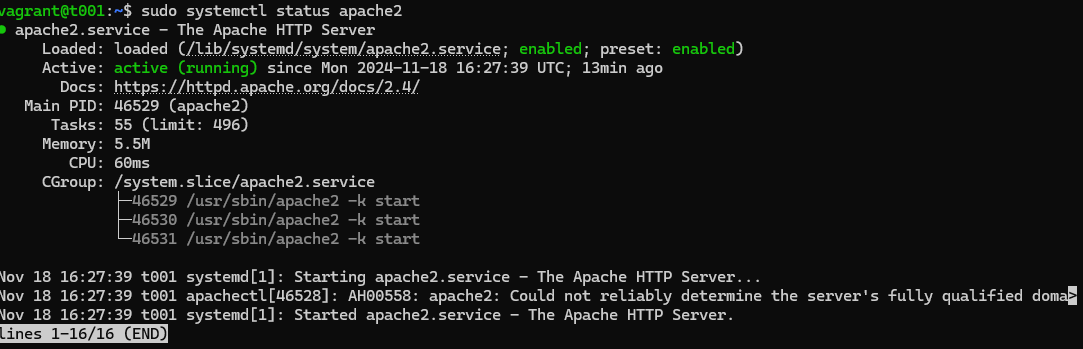 vagrant@t001:~$ sudo systemctl status apache2
● apache2.service - The Apache HTTP Server
     Loaded: loaded (/lib/systemd/system/apache2.service; enabled; preset: enabled)
     Active: active (running) since Mon 2024-11-18 16:27:39 UTC; 13min ago
       Docs: https://httpd.apache.org/docs/2.4/
   Main PID: 46529 (apache2)
      Tasks: 55 (limit: 496)
     Memory: 5.5M
        CPU: 60ms
     CGroup: /system.slice/apache2.service
             ├─46529 /usr/sbin/apache2 -k start
             ├─46530 /usr/sbin/apache2 -k start
             └─46531 /usr/sbin/apache2 -k start

Nov 18 16:27:39 t001 systemd[1]: Starting apache2.service - The Apache HTTP Server...
Nov 18 16:27:39 t001 apachectl[46528]: AH00558: apache2: Could not reliably determine the server's fully qualified doma>
Nov 18 16:27:39 t001 systemd[1]: Started apache2.service - The Apache HTTP Server.
lines 1-16/16 (END)